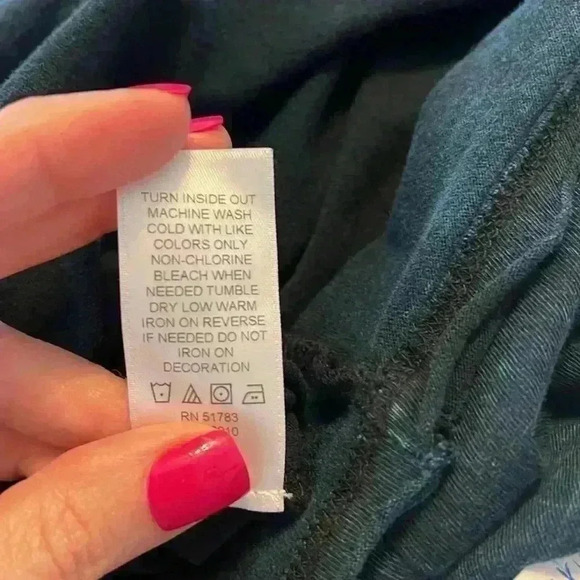 TURN INSIDE OUT
MACHINE WASH
COLD WITH LIKE
COLORS ONLY
NON-CHLORINE
BLEACH WHEN
NEEDED TUMBLE
DRY LOW WARM
IRON ON REVERSE
IF NEEDED DO NOT
IRON ON
DECORATION
RN 51783